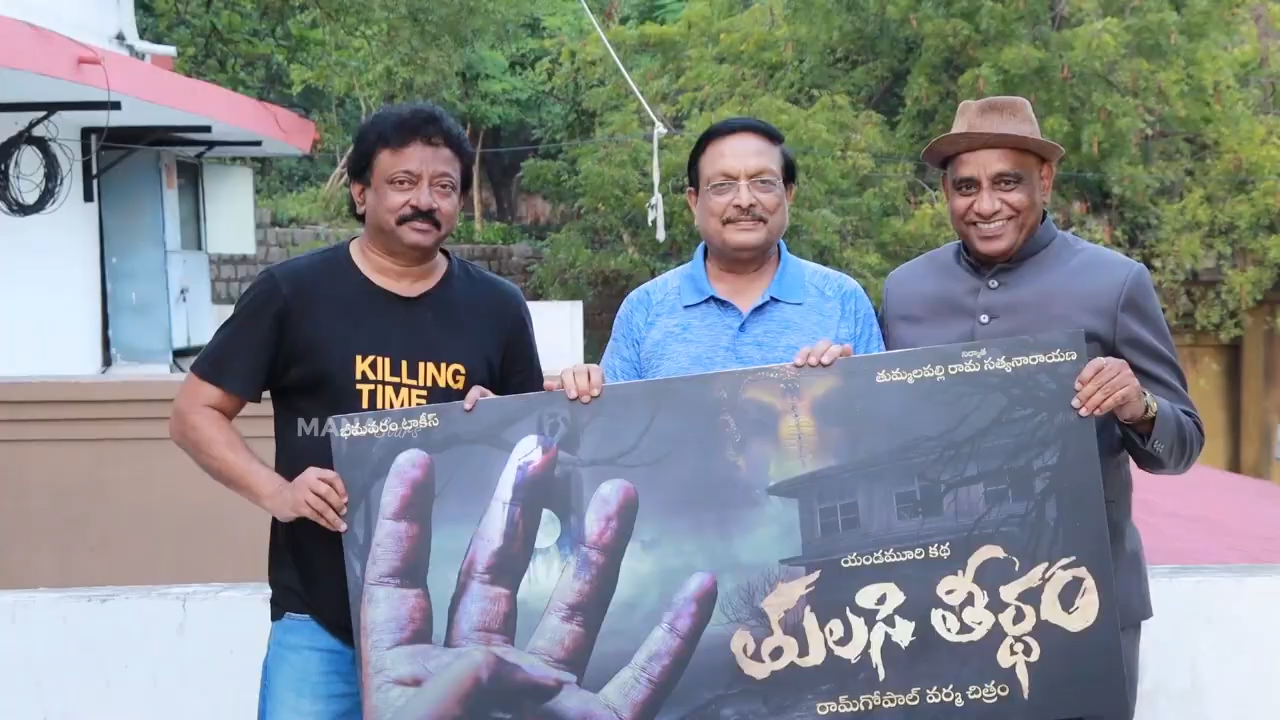 KILLING
TIME
భీమవరం టాకీస్
నిర్మాత
తుమ్మలపల్లి రామ సత్యనారాయణ
యండమూరి కథ
తులసి తీర్థం
రామ్‌గోపాల్ వర్మ చిత్రం